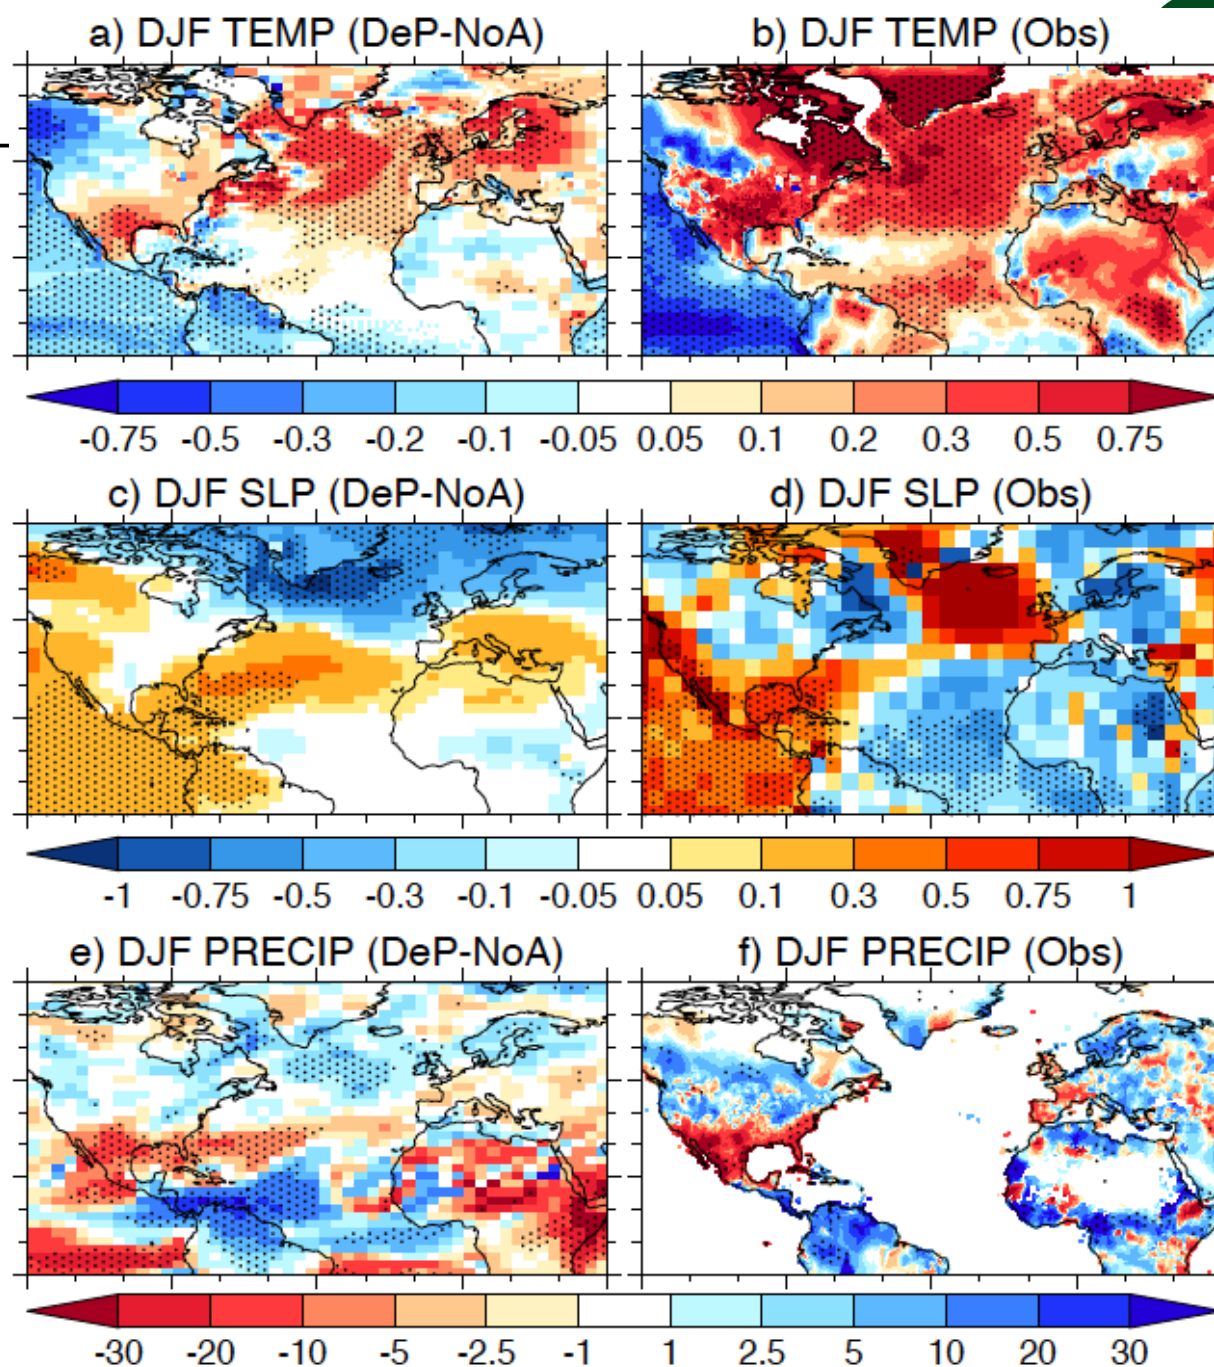 a) DJF TEMP (DeP-NoA) b) DJF TEMP (Obs)
-0.75 -0.5 -0.3 -0.2 -0.1 -0.05 0.05 0.1 0.2 0.3 0.5 0.75
c) DJF SLP (DeP-NoA) d) DJF SLP (Obs)
-1 -0.75 -0.5 -0.3 -0.1 -0.05 0.05 0.1 0.3 0.5 0.75 1
e) DJF PRECIP (DeP-NoA) f) DJF PRECIP (Obs)
-30 -20 -10 -5 -2.5 -1 1 2.5 5 10 20 30